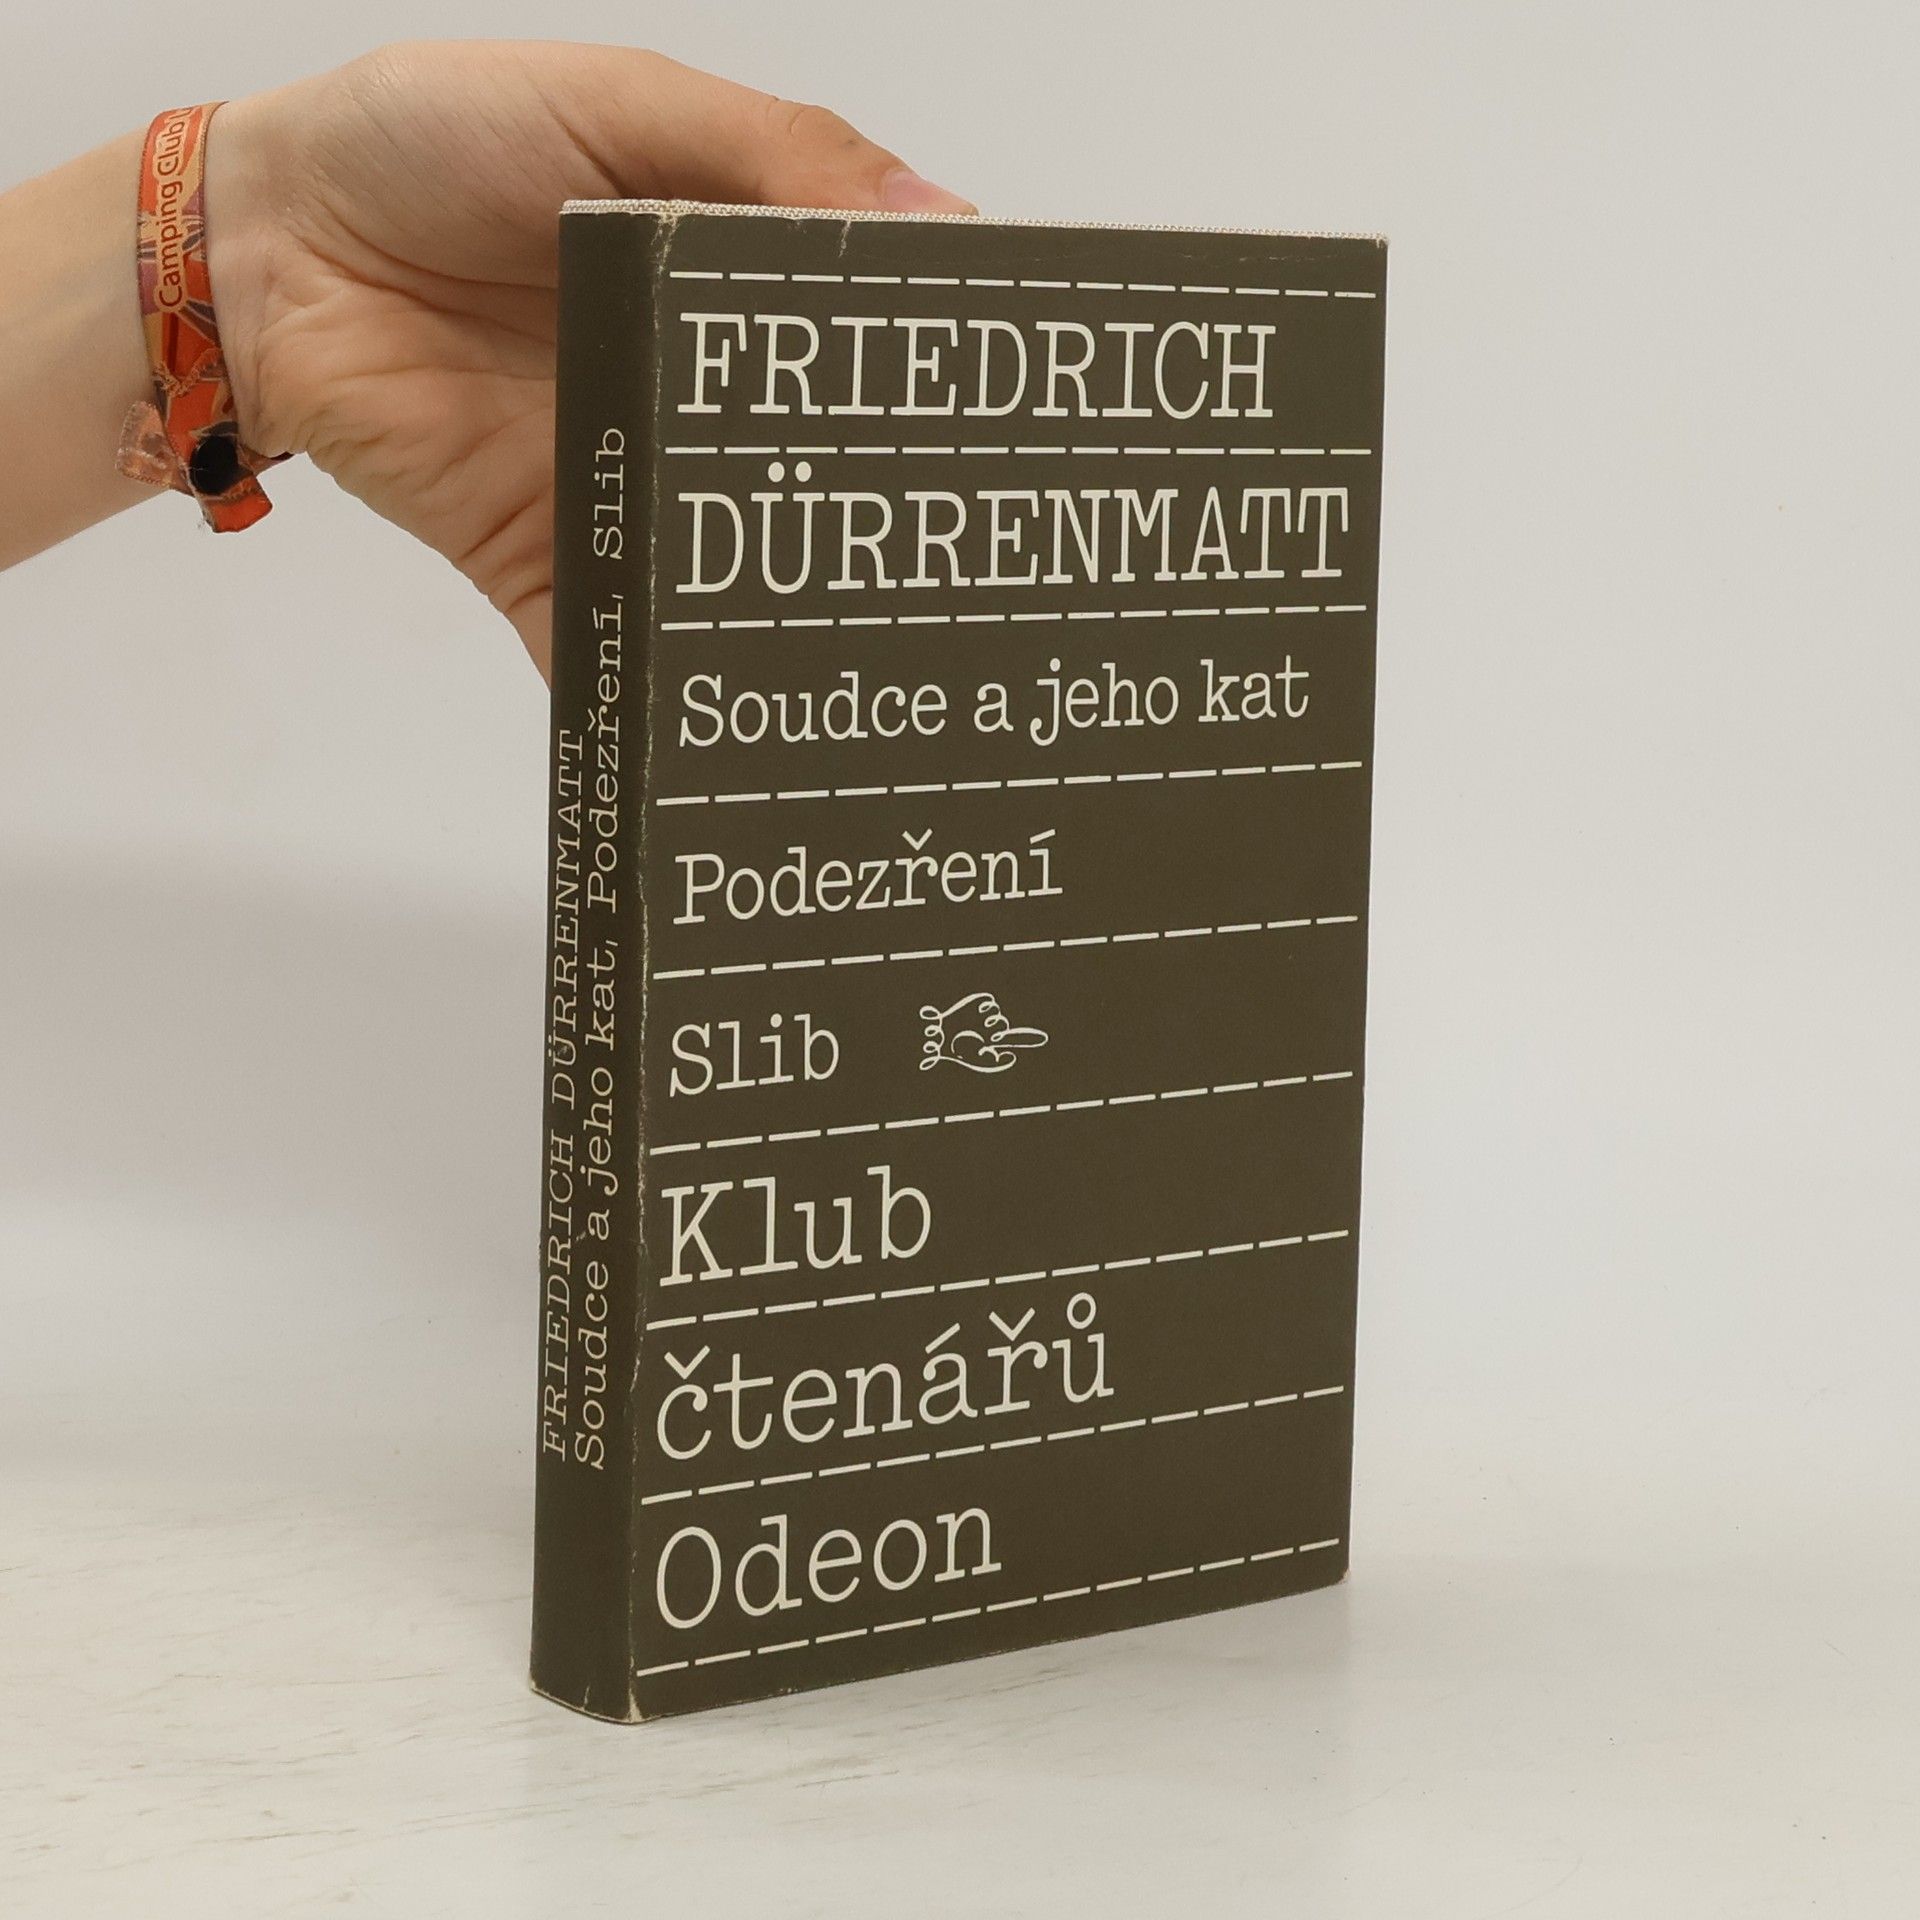 Camping Club
FRIEDRICH
DÜRRENMATT
Soudce a jeho kat
Podezření
Slib
Klub
čtenářů
Odeon
FRIEDRICH DÜRRENMATT
Soudce a jeho kat, Podezření, Slib